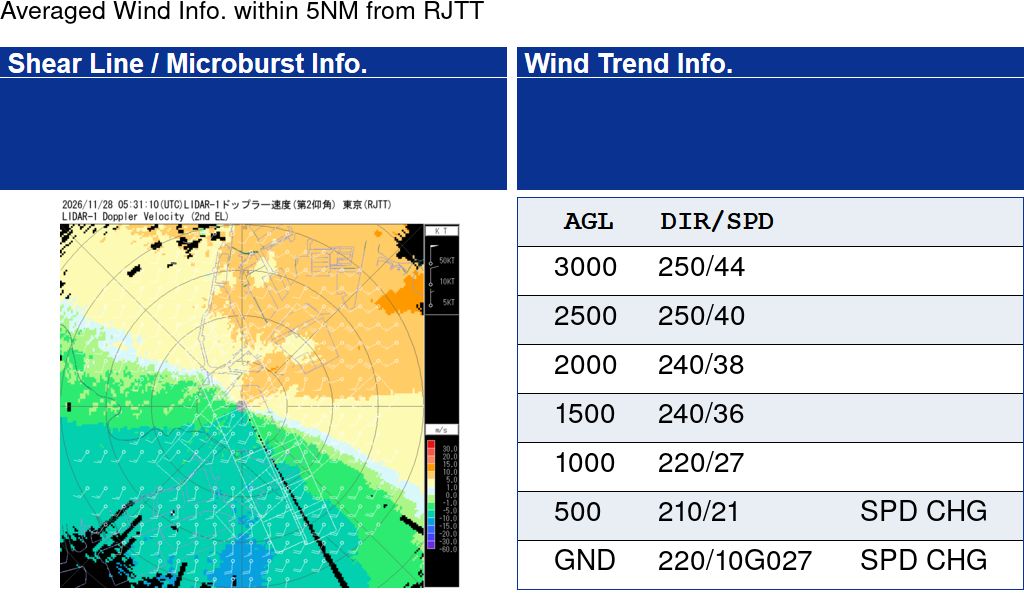 Averaged Wind Info. within 5NM from RJTT
Shear Line / Microburst Info.
Wind Trend Info.
2026/11/28 05:31:10(UTC)LIDAR-1ドップラー速度(第2仰角) 東京(RJTT)
LIDAR-1 Doppler Velocity (2nd EL)
K T
50KT
10KT
5KT
m/s
30.0
20.0
15.0
10.0
5.0
1.0
0.0
-1.0
-5.0
-10.0
-15.0
-20.0
-30.0
-60.0
AGL DIR/SPD
3000 250/44
2500 250/40
2000 240/38
1500 240/36
1000 220/27
500 210/21 SPD CHG
GND 220/10G027 SPD CHG